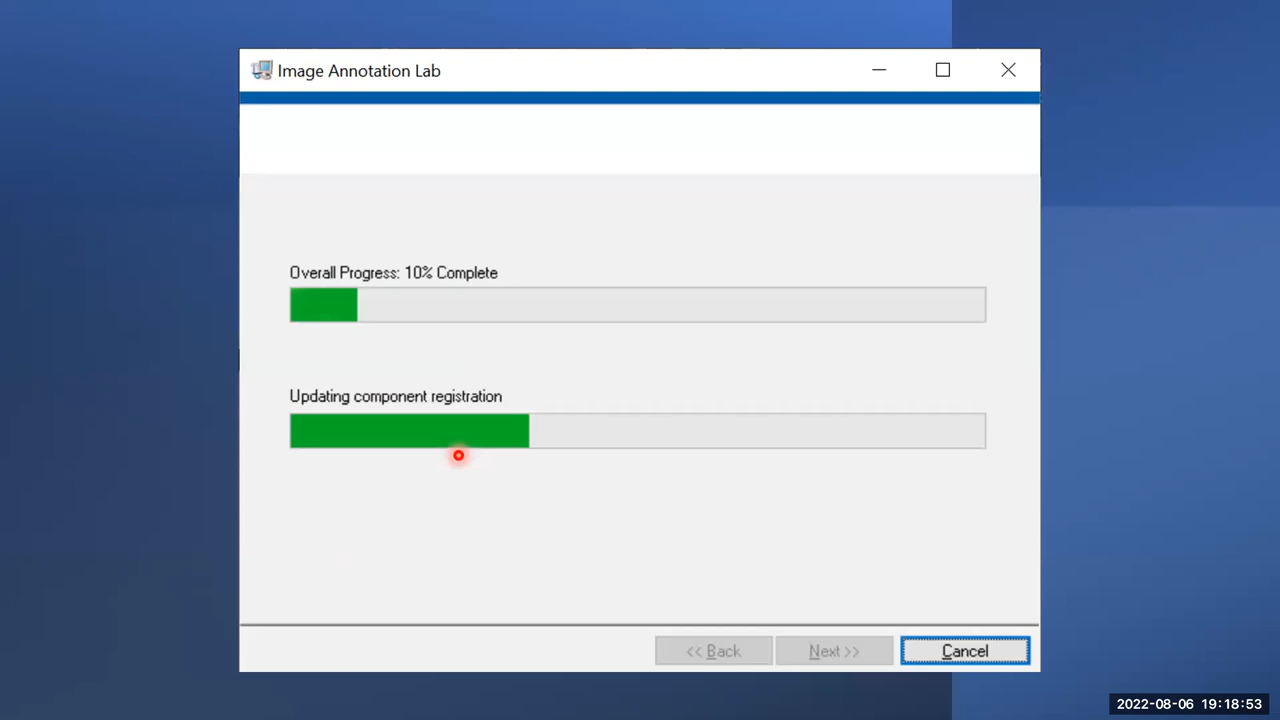 Image Annotation Lab
Overall Progress: 10% Complete
Updating component registration
<< Back
Next >>
Cancel
2022-08-06 19:18:53